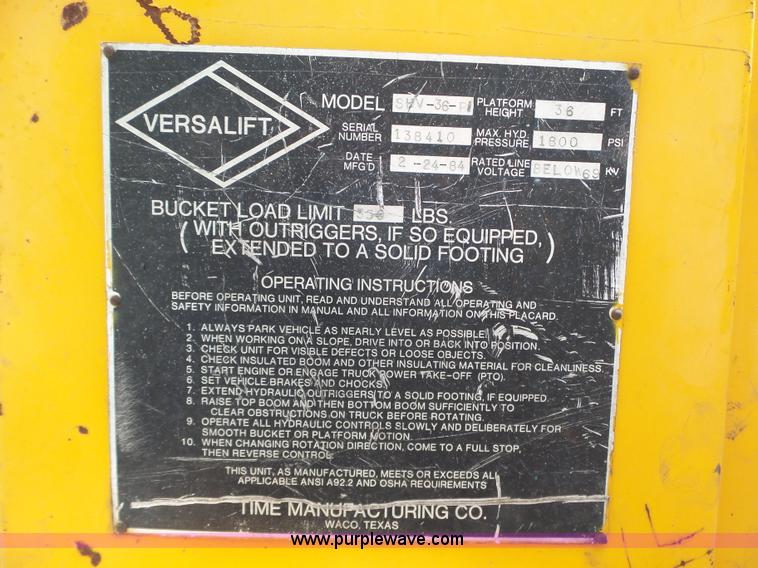 VERSALIFT
MODEL SHV-36-P PLATFORM HEIGHT 36 FT
SERIAL NUMBER 138410 MAX. HYD. PRESSURE 1800 PSI
DATE MFG'D 2-24-84 RATED LINE VOLTAGE BELOW69 KV
BUCKET LOAD LIMIT LBS.
(WITH OUTRIGGERS, IF SO EQUIPPED,
EXTENDED TO A SOLID FOOTING)
OPERATING INSTRUCTIONS
BEFORE OPERATING UNIT, READ AND UNDERSTAND ALL OPERATING AND
SAFETY INFORMATION IN MANUAL AND ALL INFORMATION ON THIS PLACARD.
1. ALWAYS PARK VEHICLE AS NEARLY LEVEL AS POSSIBLE.
2. WHEN WORKING ON A SLOPE, DRIVE INTO OR BACK INTO POSITION.
3. CHECK UNIT FOR VISIBLE DEFECTS OR LOOSE OBJECTS.
4. CHECK INSULATED BOOM AND OTHER INSULATING MATERIAL FOR CLEANLINESS.
5. START ENGINE OR ENGAGE TRUCK POWER TAKE-OFF (PTO).
6. SET VEHICLE BRAKES AND CHOCKS.
7. EXTEND HYDRAULIC OUTRIGGERS TO A SOLID FOOTING, IF EQUIPPED.
8. RAISE TOP BOOM AND THEN BOTTOM BOOM SUFFICIENTLY TO
CLEAR OBSTRUCTIONS ON TRUCK BEFORE ROTATING.
9. OPERATE ALL HYDRAULIC CONTROLS SLOWLY AND DELIBERATELY FOR
SMOOTH BUCKET OR PLATFORM MOTION.
10. WHEN CHANGING ROTATION DIRECTION, COME TO A FULL STOP,
THEN REVERSE CONTROL.
THIS UNIT, AS MANUFACTURED, MEETS OR EXCEEDS ALL
APPLICABLE ANSI A92.2 AND OSHA REQUIREMENTS
TIME MANUFACTURING CO.
WACO, TEXAS
www.purplewave.com